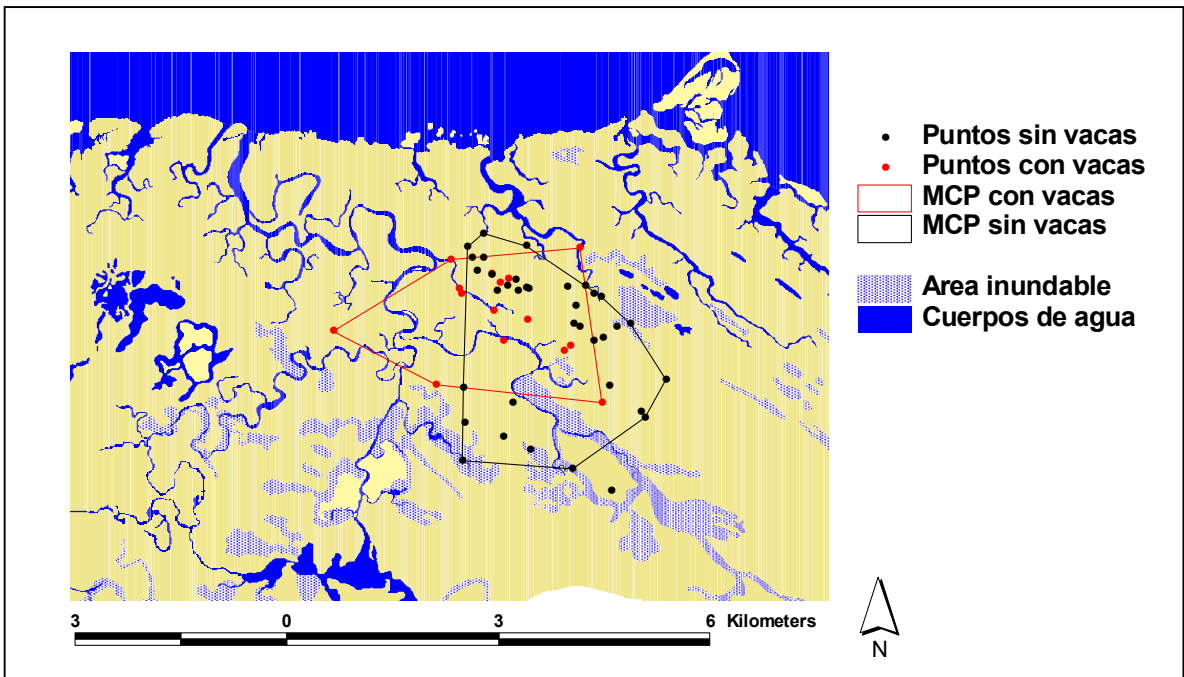 Puntos sin vacas
Puntos con vacas
MCP con vacas
MCP sin vacas
Area inundable
Cuerpos de agua
3 0 3 6 Kilometers
N